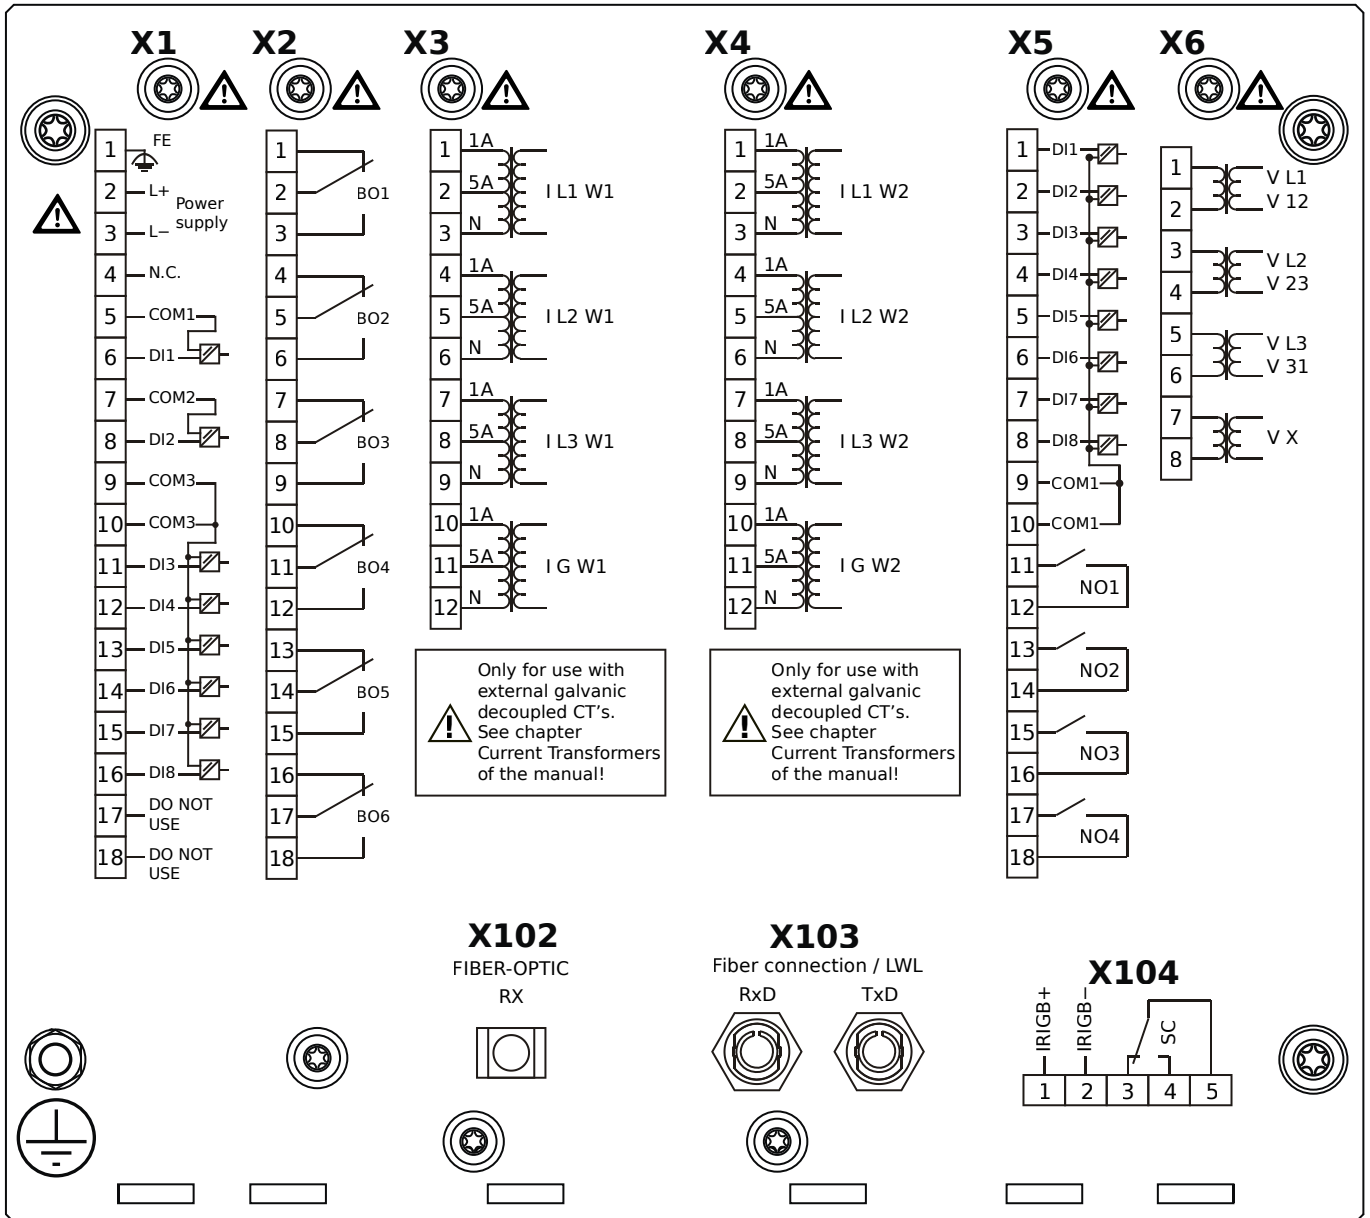 X1
X2
X3
X4
X5
X6
1
FE
2
L+
Power
supply
3
L−
4
N.C.
5
COM1
6
DI1
7
COM2
8
DI2
9
COM3
10
COM3
11
DI3
12
DI4
13
DI5
14
DI6
15
DI7
16
DI8
17
DO NOT
USE
18
DO NOT
USE
1
2
BO1
3
4
5
BO2
6
7
8
BO3
9
10
11
BO4
12
13
14
BO5
15
16
17
BO6
18
1
1A
2
5A
I L1 W1
3
N
4
1A
5
5A
I L2 W1
6
N
7
1A
8
5A
I L3 W1
9
N
10
1A
11
5A
I G W1
12
N
Only for use with
external galvanic
decoupled CT's.
See chapter
Current Transformers
of the manual!
1
1A
2
5A
I L1 W2
3
N
4
1A
5
5A
I L2 W2
6
N
7
1A
8
5A
I L3 W2
9
N
10
1A
11
5A
I G W2
12
N
Only for use with
external galvanic
decoupled CT's.
See chapter
Current Transformers
of the manual!
1
DI1
2
DI2
3
DI3
4
DI4
5
DI5
6
DI6
7
DI7
8
DI8
9
COM1
10
COM1
11
NO1
12
13
NO2
14
15
NO3
16
17
NO4
18
1
V L1
V 12
2
3
V L2
V 23
4
5
V L3
V 31
6
7
V X
8
X102
FIBER-OPTIC
RX
X103
Fiber connection / LWL
RxD
TxD
X104
IRIGB+
IRIGB−
SC
1
2
3
4
5